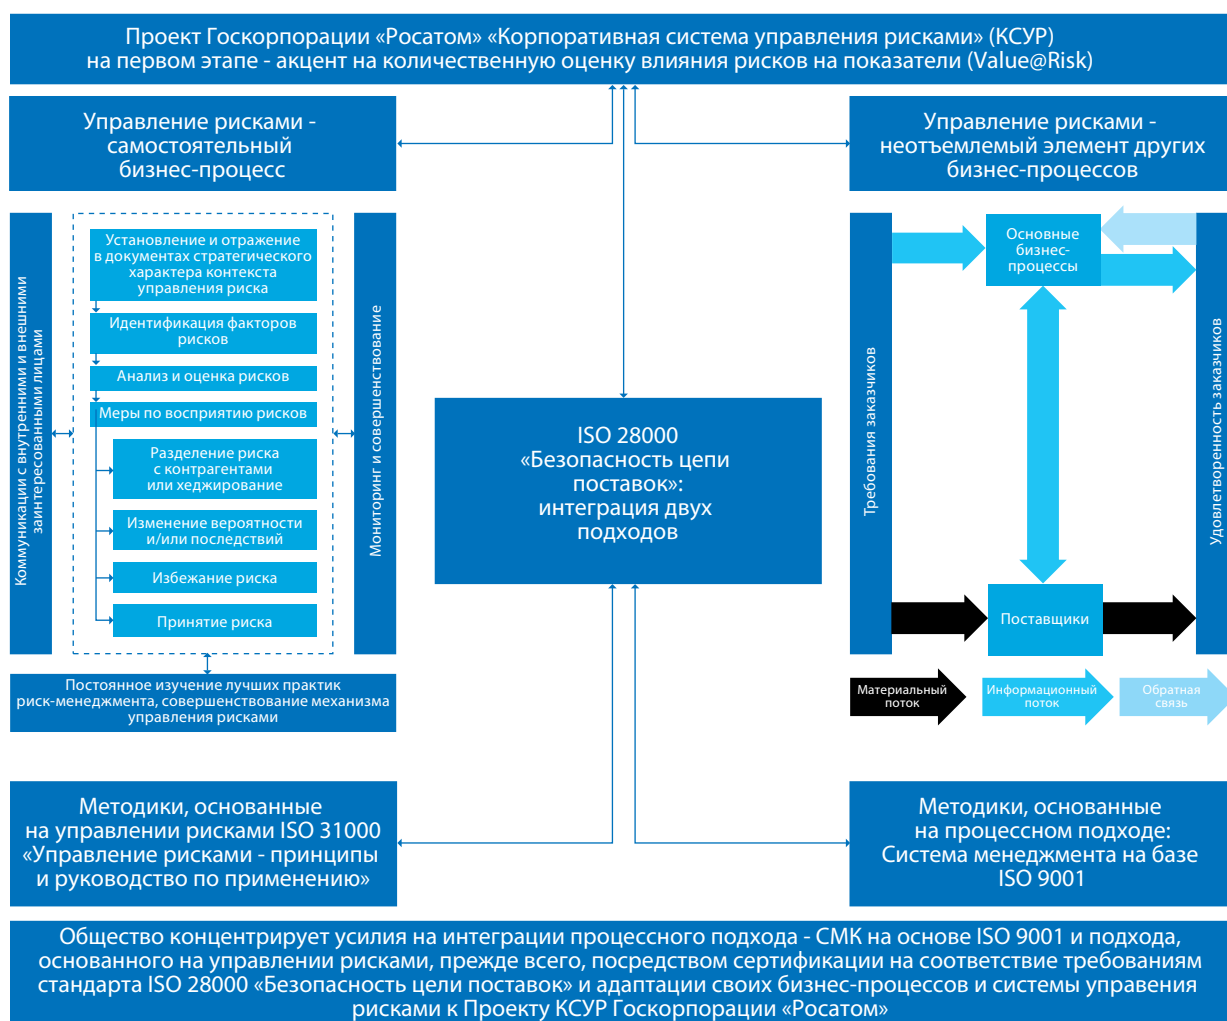 Проект Госкорпорации «Росатом» «Корпоративная система управления рисками» (КСУР)
на первом этапе - акцент на количественную оценку влияния рисков на показатели (Value@Risk)
Управление рисками -
самостоятельный
бизнес-процесс
Управление рисками -
неотъемлемый элемент других
бизнес-процессов
Коммуникации с внутренними и внешними
заинтересованными лицами
Установление и отражение
в документах стратегического
характера контекста
управления риска
Идентификация факторов
рисков
Анализ и оценка рисков
Меры по восприятию рисков
Разделение риска
с контрагентами
или хеджирование
Изменение вероятности
и/или последствий
Избежание риска
Принятие риска
Мониторинг и совершенствование
Постоянное изучение лучших практик
риск-менеджмента, совершенствование механизма
управления рисками
ISO 28000
«Безопасность цепи
поставок»:
интеграция двух
подходов
Требования заказчиков
Основные
бизнес-
процессы
Поставщики
Удовлетворенность заказчиков
Материальный
поток
Информационный
поток
Обратная
связь
Методики, основанные
на управлении рисками ISO 31000
«Управление рисками - принципы
и руководство по применению»
Методики, основанные
на процессном подходе:
Система менеджмента на базе
ISO 9001
Общество концентрирует усилия на интеграции процессного подхода - СМК на основе ISO 9001 и подхода,
основанного на управлении рисками, прежде всего, посредством сертификации на соответствие требованиям
стандарта ISO 28000 «Безопасность цели поставок» и адаптации своих бизнес-процессов и системы управения
рисками к Проекту КСУР Госкорпорации «Росатом»